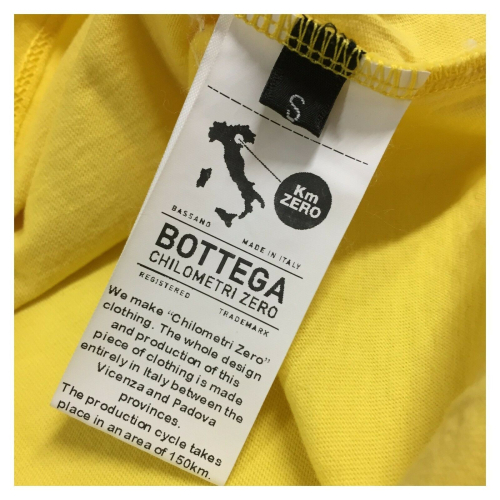 S
Km
ZERO
BASSANO MADE IN ITALY
BOTTEGA
CHILOMETRI ZERO
REGISTERED TRADEMARK
We make “Chilometri Zero”
clothing. The whole design
and production of this
piece of clothing is made
entirely in Italy between the
Vicenza and Padova
provinces.
The production cycle takes
place in an area of 150km.